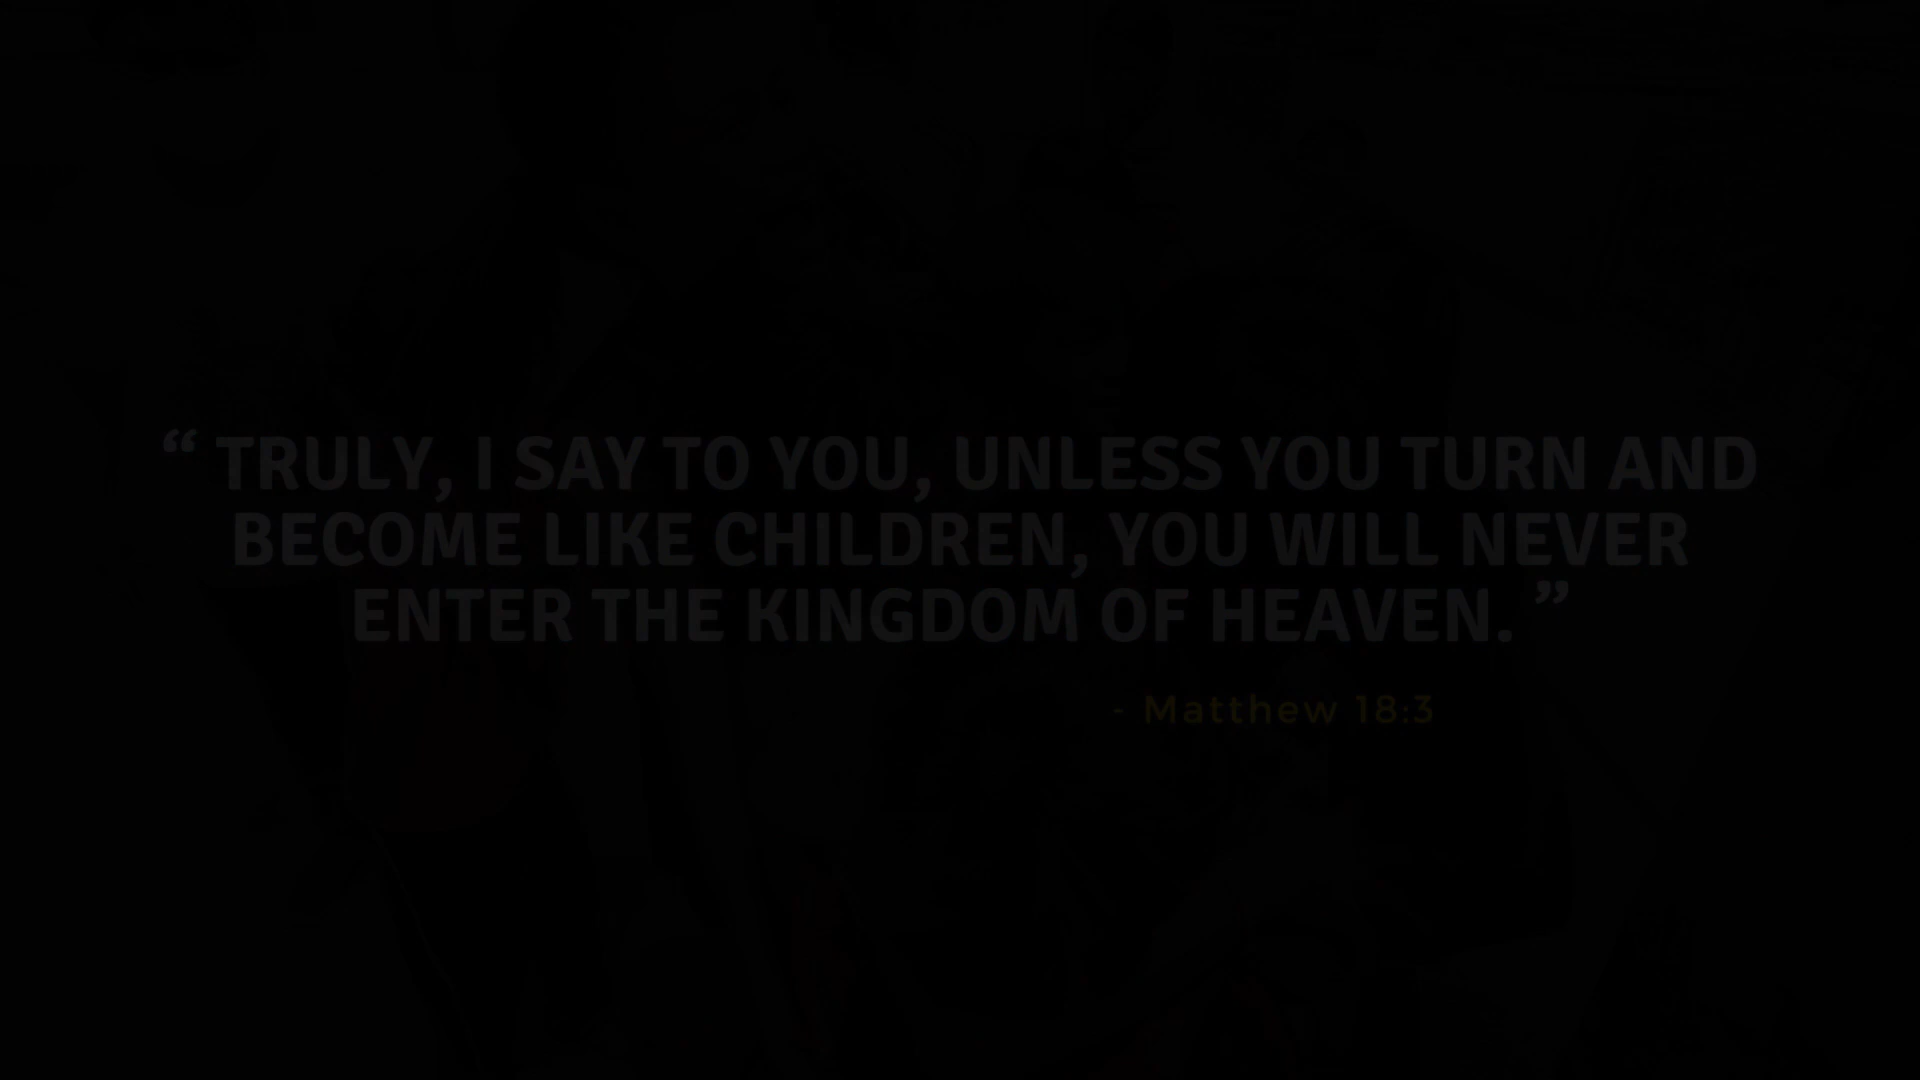 “ TRULY, I SAY TO YOU, UNLESS YOU TURN AND
BECOME LIKE CHILDREN, YOU WILL NEVER
ENTER THE KINGDOM OF HEAVEN. ”
- Matthew 18:3